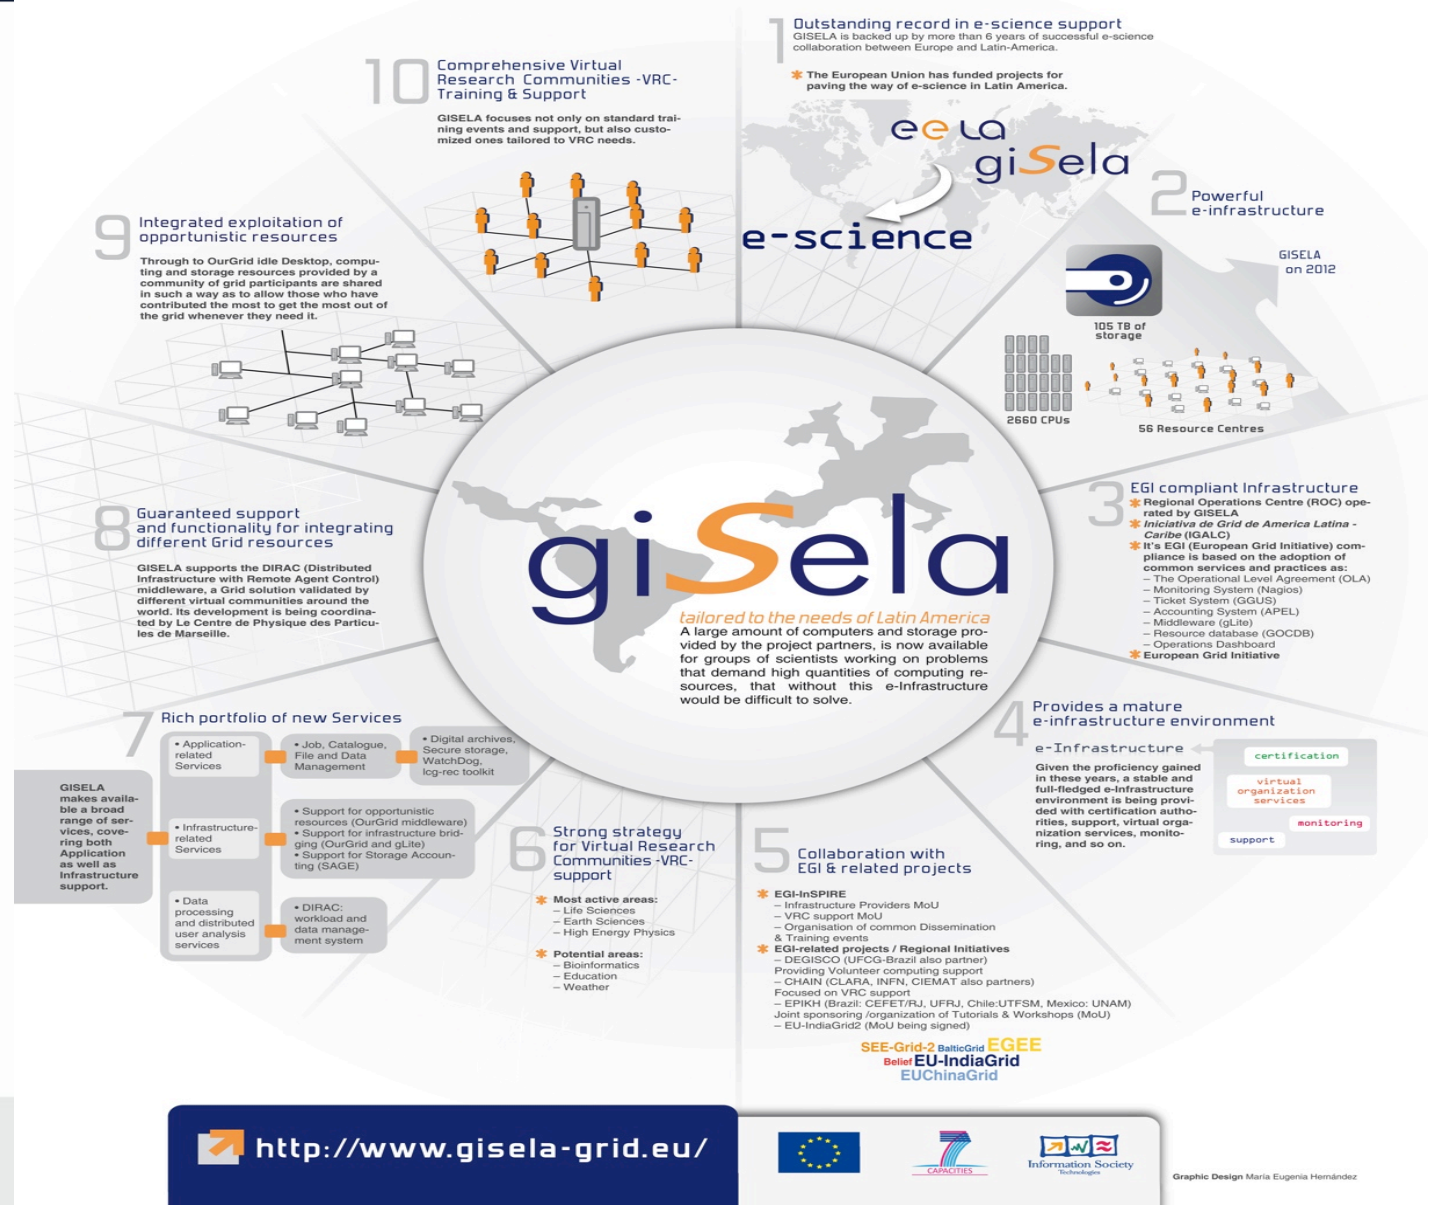 1
Outstanding record in e-science support
GISELA is backed up by more than 6 years of successful e-science
collaboration between Europe and Latin-America.
The European Union has funded projects for
paving the way of e-science in Latin America.
eela
giSela
e-science
2
Powerful
e-infrastructure
GISELA
on 2012
105 TB of
storage
2660 CPUs
56 Resource Centres
3
EGI compliant Infrastructure
Regional Operations Centre (ROC) ope-
rated by GISELA
Iniciativa de Grid de America Latina -
Caribe (IGALC)
It's EGI (European Grid Initiative) com-
pliance is based on the adoption of
common services and practices as:
– The Operational Level Agreement (OLA)
– Monitoring System (Nagios)
– Ticket System (GGUS)
– Accounting System (APEL)
– Middleware (gLite)
– Resource database (GOCDB)
– Operations Dashboard
European Grid Initiative
4
Provides a mature
e-infrastructure environment
e-Infrastructure
Given the proficiency gained
in these years, a stable and
full-fledged e-Infrastructure
environment is being provi-
ded with certification autho-
rities, support, virtual orga-
nization services, monito-
ring, and so on.
certification
virtual
organization
services
monitoring
support
5
Collaboration with
EGI & related projects
EGI-InSPIRE
– Infrastructure Providers MoU
– VRC support MoU
– Organisation of common Dissemination
& Training events
EGI-related projects / Regional Initiatives
– DEGISCO (UFCG-Brazil also partner)
Providing Volunteer computing support
– CHAIN (CLARA, INFN, CIEMAT also partners)
Focused on VRC support
– EPIKH (Brazil: CEFET/RJ, UFRJ, Chile:UTFSM, Mexico: UNAM)
Joint sponsoring /organization of Tutorials & Workshops (MoU)
– EU-IndiaGrid2 (MoU being signed)
SEE-Grid-2 BalticGrid EGEE
Belief EU-IndiaGrid
EUChinaGrid
6
Strong strategy
for Virtual Research
Communities -VRC-
support
Most active areas:
– Life Sciences
– Earth Sciences
– High Energy Physics
Potential areas:
– Bioinformatics
– Education
– Weather
7
Rich portfolio of new Services
GISELA
makes availa-
ble a broad
range of ser-
vices, cove-
ring both
Application
as well as
Infrastructure
support.
• Application-
related
Services
• Job, Catalogue,
File and Data
Management
• Digital archives,
Secure storage,
WatchDog,
lcg-rec toolkit
• Infrastructure-
related
Services
• Support for opportunistic
resources (OurGrid middleware)
• Support for infrastructure bridg-
ging (OurGrid and gLite)
• Support for Storage Accoun-
ting (SAGE)
• Data
processing
and distributed
user analysis
services
• DIRAC:
workload and
data manage-
ment system
8
Guaranteed support
and functionality for integrating
different Grid resources
GISELA supports the DIRAC (Distributed
Infrastructure with Remote Agent Control)
middleware, a Grid solution validated by
different virtual communities around the
world. Its development is being coordina-
ted by Le Centre de Physique des Particu-
les de Marseille.
9
Integrated exploitation of
opportunistic resources
Through to OurGrid idle Desktop, compu-
ting and storage resources provided by a
community of grid participants are shared
in such a way as to allow those who have
contributed the most to get the most out of
the grid whenever they need it.
10
Comprehensive Virtual
Research Communities -VRC-
Training & Support
GISELA focuses not only on standard trai-
ning events and support, but also custo-
mized ones tailored to VRC needs.
giSela
tailored to the needs of Latin America
A large amount of computers and storage pro-
vided by the project partners, is now available
for groups of scientists working on problems
that demand high quantities of computing re-
sources, that without this e-Infrastructure
would be difficult to solve.
http://www.gisela-grid.eu/
7
CAPACITIES
Information Society
Technologies
Graphic Design María Eugenia Hernández